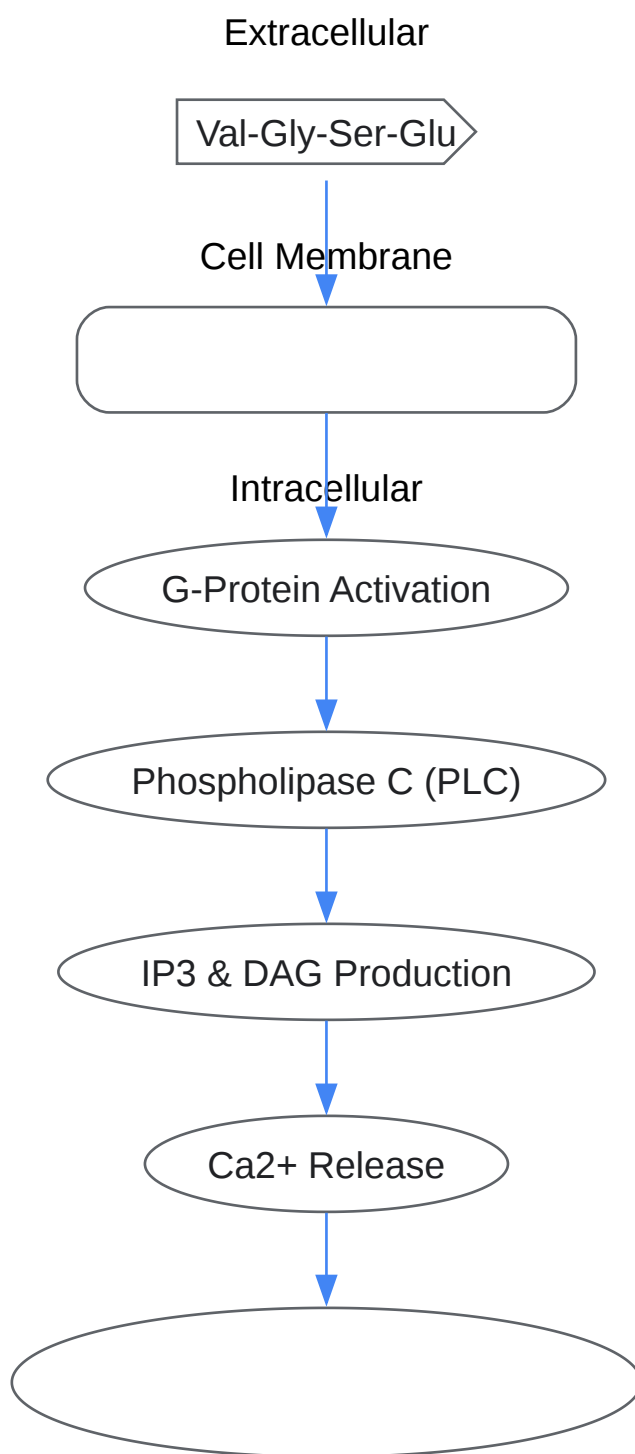 Extracellular
Val-Gly-Ser-Glu
Cell Membrane
Intracellular
G-Protein Activation
Phospholipase C (PLC)
IP3 & DAG Production
Ca2+ Release